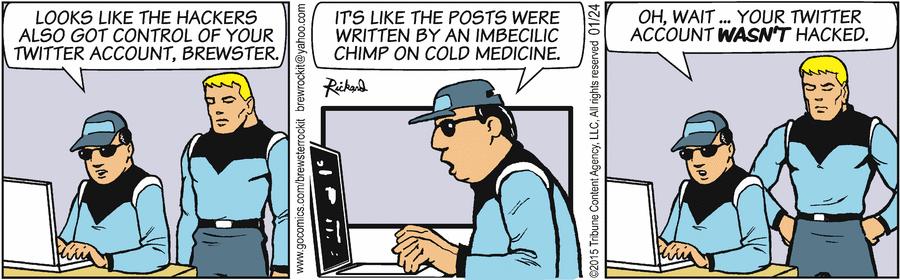 LOOKS LIKE THE HACKERS
ALSO GOT CONTROL OF YOUR
TWITTER ACCOUNT, BREWSTER.
www.gocomics.com/brewsterrockit brewrockit@yahoo.com
IT'S LIKE THE POSTS WERE
WRITTEN BY AN IMBECILIC
CHIMP ON COLD MEDICINE.
Rickard
©2015 Tribune Content Agency, LLC, All rights reserved 01/24
OH, WAIT ... YOUR TWITTER
ACCOUNT WASN'T HACKED.